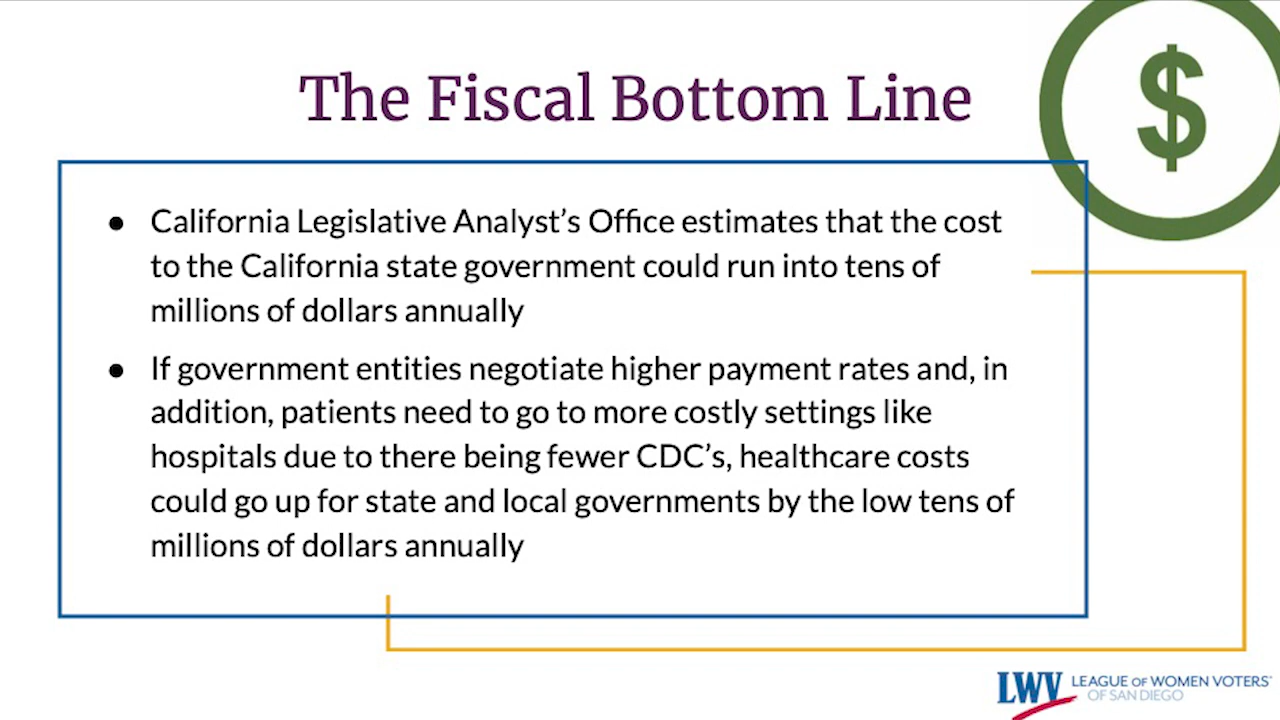 The Fiscal Bottom Line
$
● California Legislative Analyst’s Office estimates that the cost
to the California state government could run into tens of
millions of dollars annually
● If government entities negotiate higher payment rates and, in
addition, patients need to go to more costly settings like
hospitals due to there being fewer CDC’s, healthcare costs
could go up for state and local governments by the low tens of
millions of dollars annually
LWV LEAGUE OF WOMEN VOTERS®
OF SAN DIEGO